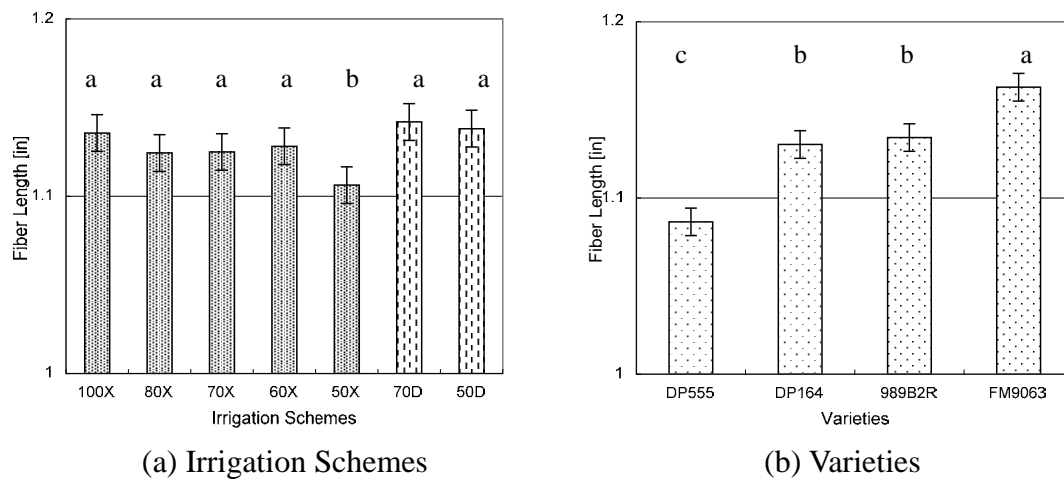 1.2
a a a a b a a
1.1
1
Fiber Length [in]
100X 80X 70X 60X 50X 70D 50D
Irrigation Schemes
(a) Irrigation Schemes
1.2
c b b a
1.1
1
Fiber Length [in]
DP555 DP164 989B2R FM9063
Varieties
(b) Varieties